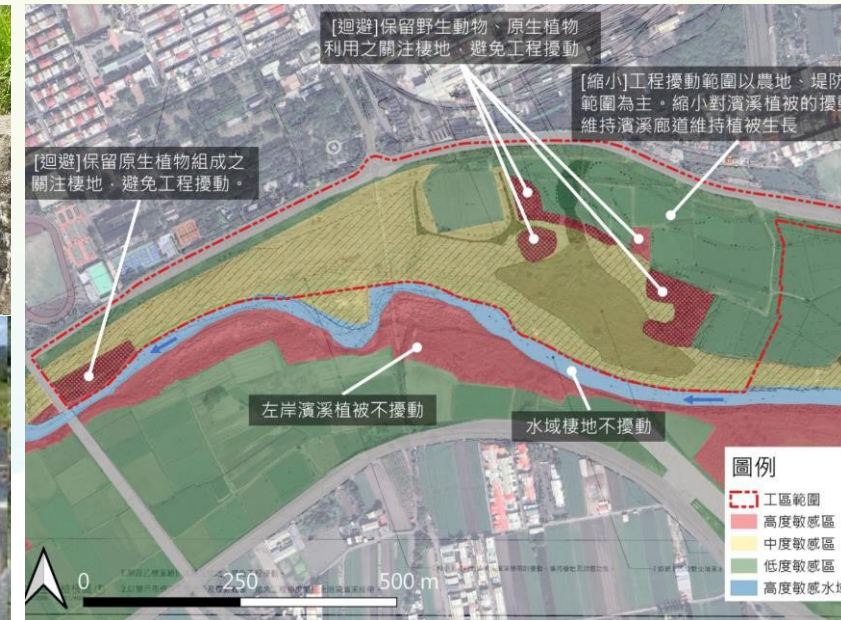 [迴避]保留野生動物、原生植物
利用之關注棲地、避免工程擾動。
[縮小]工程擾動範圍以農地、堤防
範圍為主。縮小對濱溪植被的擾動
維持濱溪廊道維持植被生長
[迴避]保留原生植物組成之
關注棲地，避免工程擾動。
左岸濱溪植被不擾動
水域棲地不擾動
圖例
工區範圍
高度敏感區
中度敏感區
低度敏感區
高度敏感水域
0 250 500 m